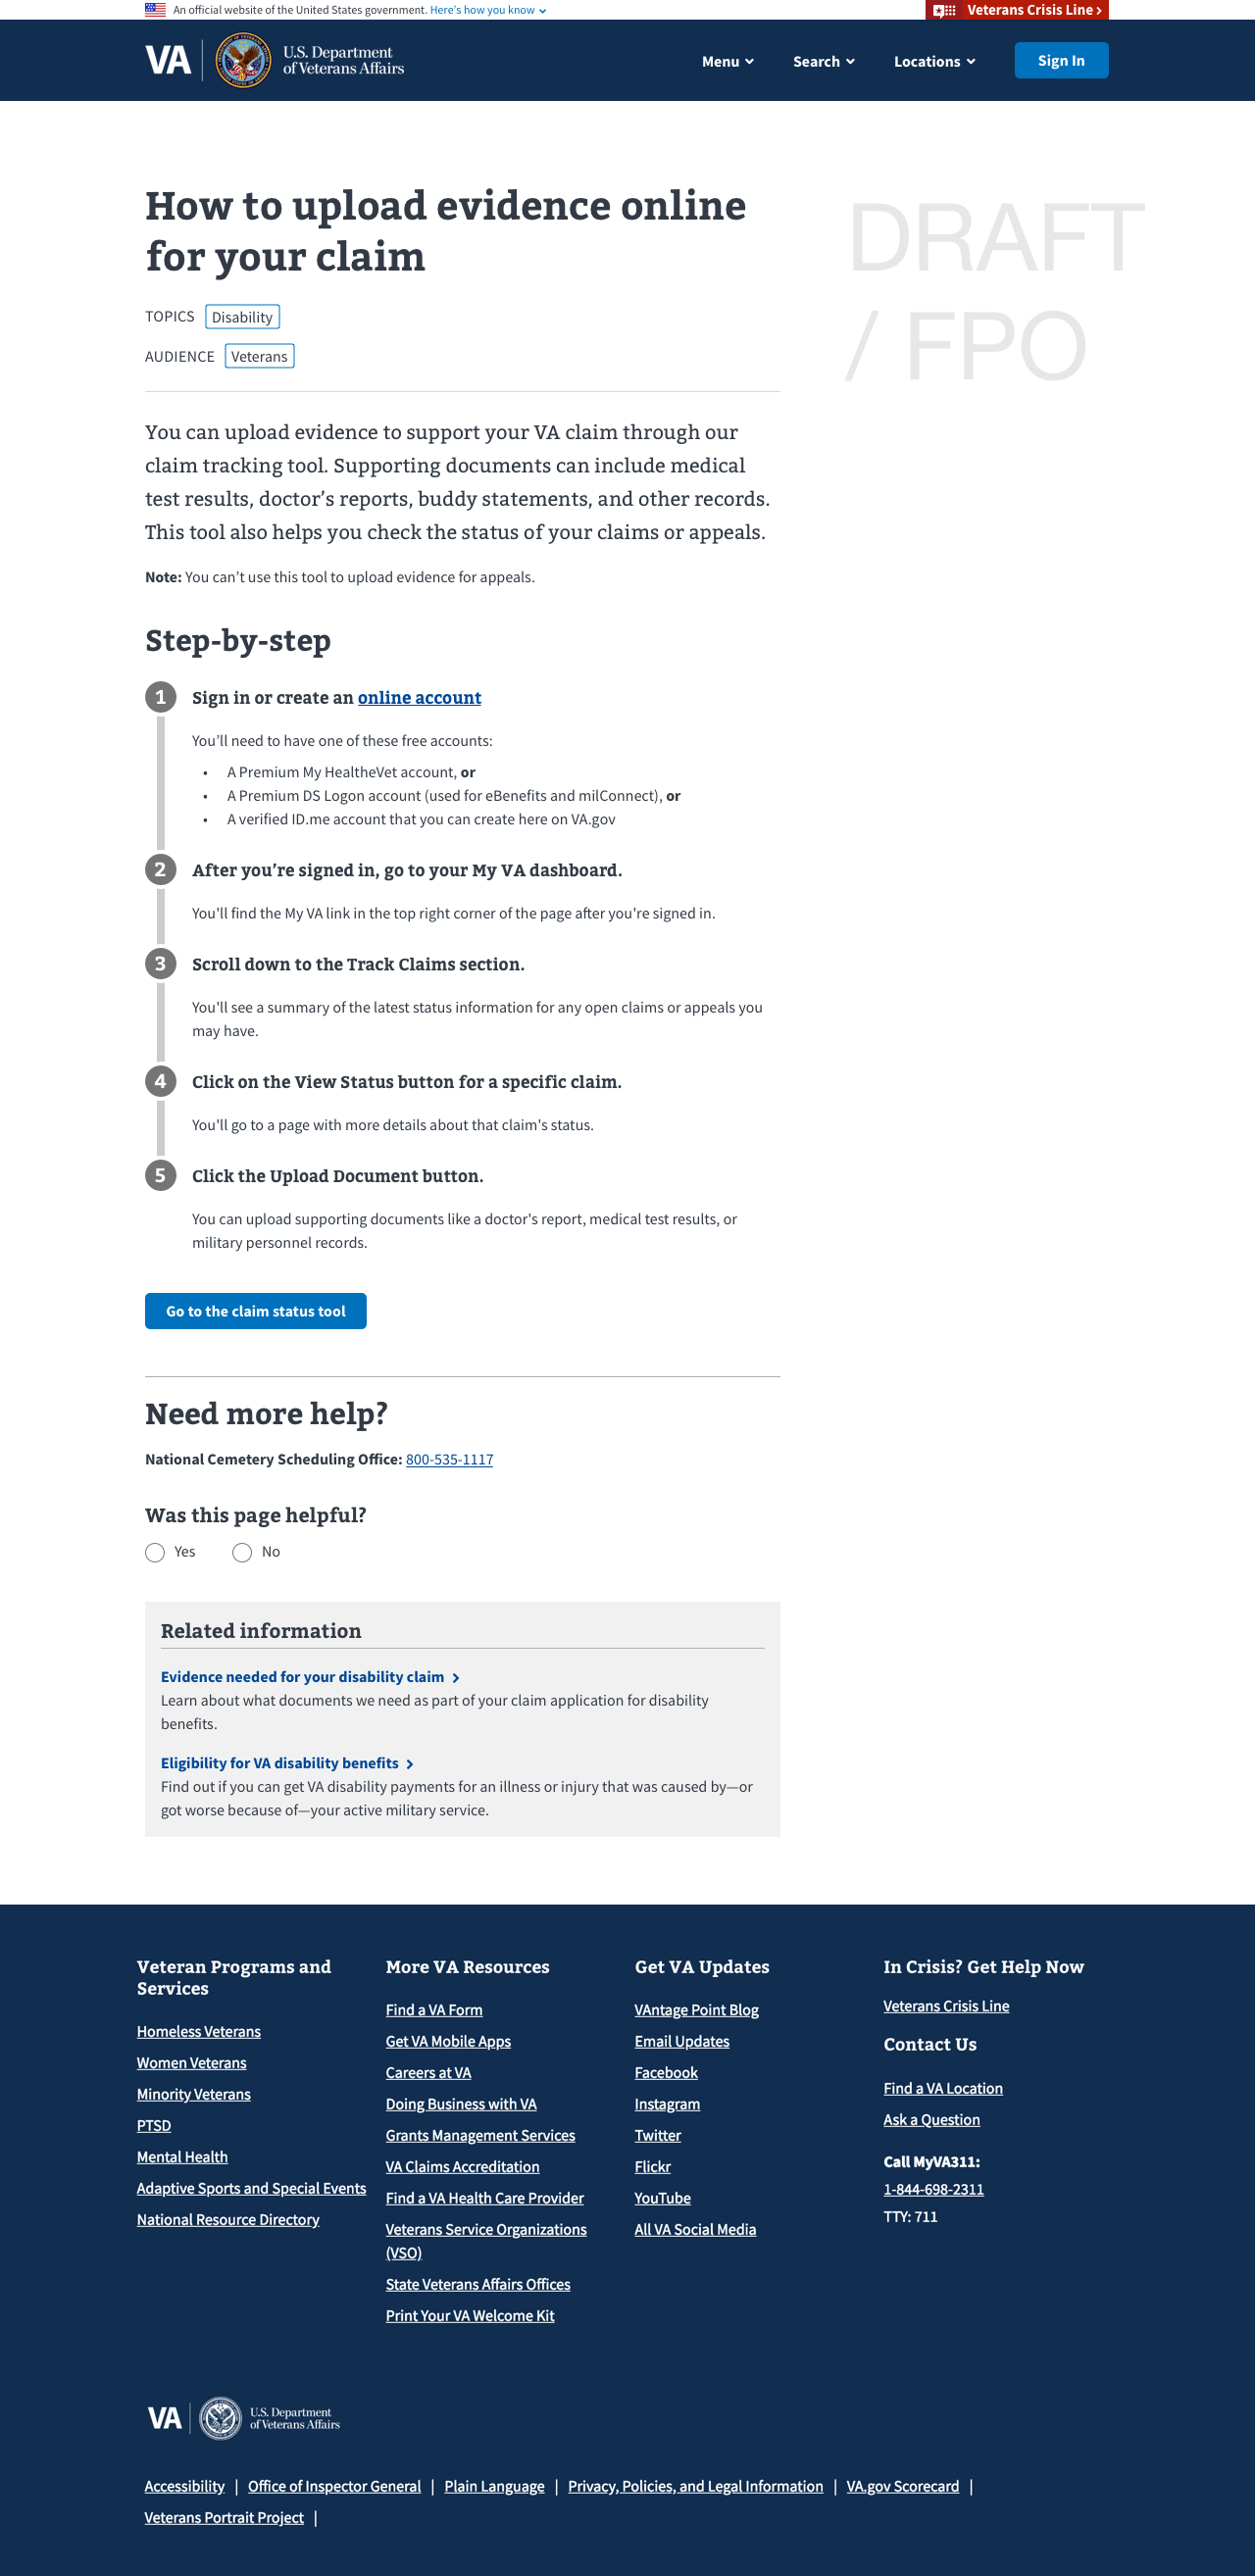 An official website of the United States government. Here's how you know
Veterans Crisis Line
VA
U.S. Department
of Veterans Affairs
Menu
Search
Locations
Sign In
How to upload evidence online
for your claim
DRAFT
/ FPO
TOPICS Disability
AUDIENCE Veterans
You can upload evidence to support your VA claim through our
claim tracking tool. Supporting documents can include medical
test results, doctor’s reports, buddy statements, and other records.
This tool also helps you check the status of your claims or appeals.
Note: You can’t use this tool to upload evidence for appeals.
Step-by-step
1 Sign in or create an online account
You’ll need to have one of these free accounts:
• A Premium My HealtheVet account, or
• A Premium DS Logon account (used for eBenefits and milConnect), or
• A verified ID.me account that you can create here on VA.gov
2 After you’re signed in, go to your My VA dashboard.
You'll find the My VA link in the top right corner of the page after you're signed in.
3 Scroll down to the Track Claims section.
You'll see a summary of the latest status information for any open claims or appeals you
may have.
4 Click on the View Status button for a specific claim.
You'll go to a page with more details about that claim's status.
5 Click the Upload Document button.
You can upload supporting documents like a doctor's report, medical test results, or
military personnel records.
Go to the claim status tool
Need more help?
National Cemetery Scheduling Office: 800-535-1117
Was this page helpful?
Yes
No
Related information
Evidence needed for your disability claim
Learn about what documents we need as part of your claim application for disability
benefits.
Eligibility for VA disability benefits
Find out if you can get VA disability payments for an illness or injury that was caused by—or
got worse because of—your active military service.
Veteran Programs and
Services
Homeless Veterans
Women Veterans
Minority Veterans
PTSD
Mental Health
Adaptive Sports and Special Events
National Resource Directory
More VA Resources
Find a VA Form
Get VA Mobile Apps
Careers at VA
Doing Business with VA
Grants Management Services
VA Claims Accreditation
Find a VA Health Care Provider
Veterans Service Organizations
(VSO)
State Veterans Affairs Offices
Print Your VA Welcome Kit
Get VA Updates
VAntage Point Blog
Email Updates
Facebook
Instagram
Twitter
Flickr
YouTube
All VA Social Media
In Crisis? Get Help Now
Veterans Crisis Line
Contact Us
Find a VA Location
Ask a Question
Call MyVA311:
1-844-698-2311
TTY: 711
VA
U.S. Department
of Veterans Affairs
Accessibility | Office of Inspector General | Plain Language | Privacy, Policies, and Legal Information | VA.gov Scorecard |
Veterans Portrait Project |